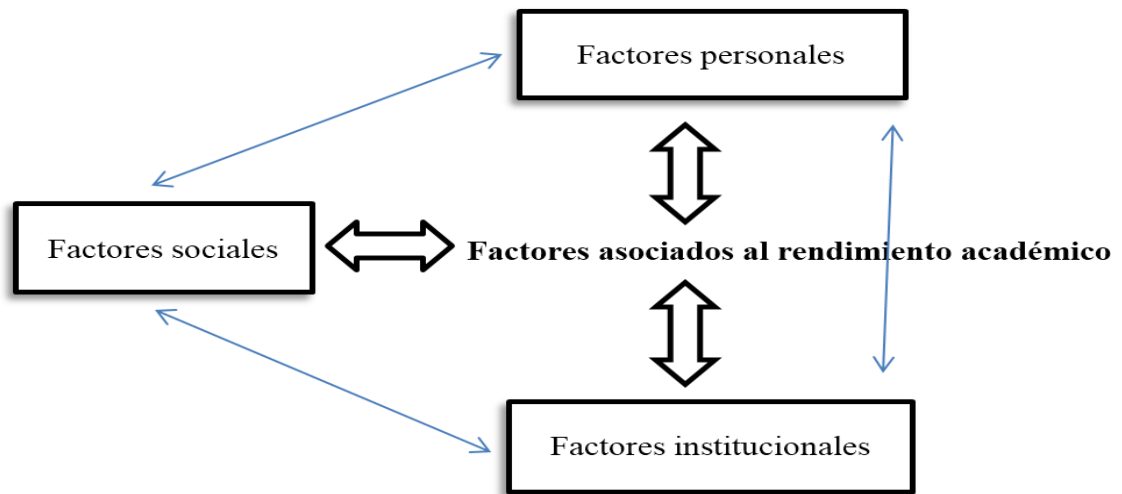 Factores personales
Factores sociales
Factores asociados al rendimiento académico
Factores institucionales